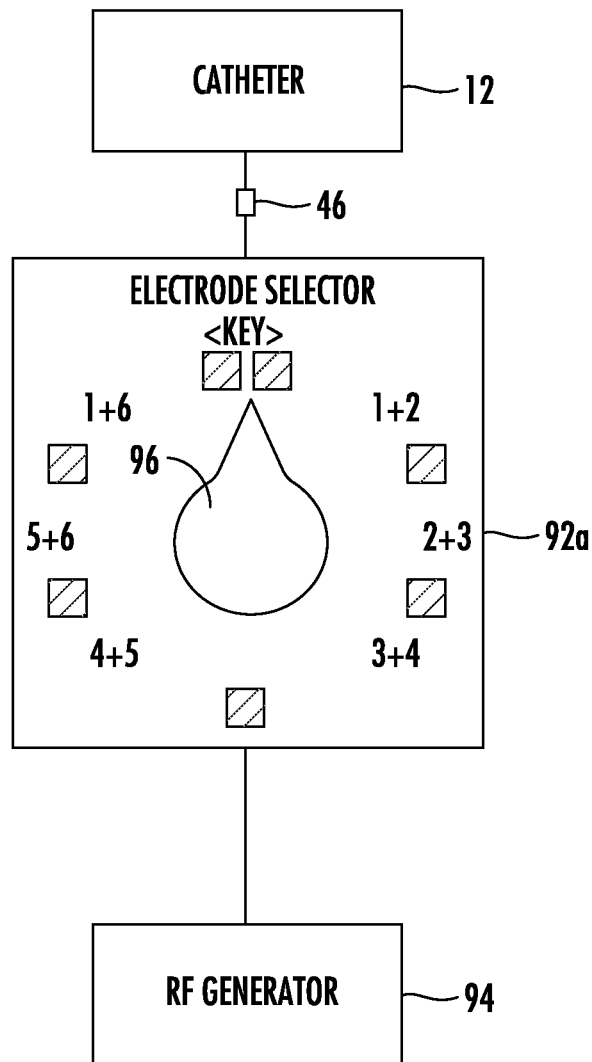 CATHETER
12
46
ELECTRODE SELECTOR
<KEY>
1+6
1+2
96
5+6
2+3
92a
4+5
3+4
RF GENERATOR
94